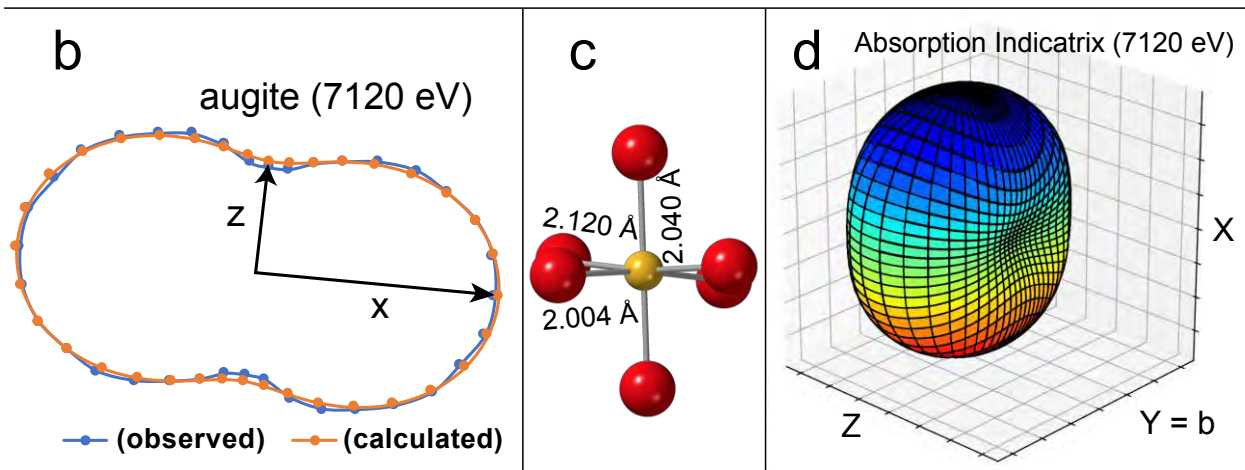 b
augite (7120 eV)
z
x
(observed) (calculated)
c
2.120 Å
2.040 Å
2.004 Å
d
Absorption Indicatrix (7120 eV)
X
Z
Y = b